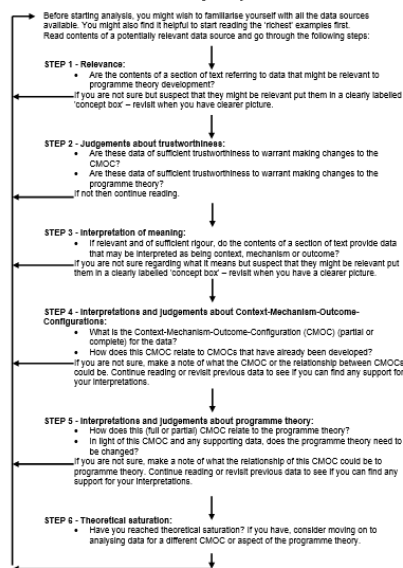 Before starting analysis, you might wish to familiarise yourself with all the data sources
available. You might also find it helpful to start reading the 'richest' examples first.
Read contents of a potentially relevant data source and go through the following steps:
STEP 1 - Relevance:
• Are the contents of a section of text referring to data that might be relevant to
programme theory development?
If you are not sure but suspect that they might be relevant put them in a clearly labelled
'concept box' – revisit when you have clearer picture.
STEP 2 - Judgements about trustworthiness:
• Are these data of sufficient trustworthiness to warrant making changes to the
CMOC?
• Are these data of sufficient trustworthiness to warrant making changes to the
programme theory?
If not then continue reading.
STEP 3 - Interpretation of meaning:
• If relevant and of sufficient rigour, do the contents of a section of text provide data
that may be interpreted as being context, mechanism or outcome?
If you are not sure regarding what it means but suspect that they might be relevant put
them in a clearly labelled 'concept box' – revisit when you have a clearer picture.
STEP 4 - Interpretations and judgements about Context-Mechanism-Outcome-
Configurations:
• What is the Context-Mechanism-Outcome-Configuration (CMOC) (partial or
complete) for the data?
• How does this CMOC relate to CMOCs that have already been developed?
If you are not sure, make a note of what the CMOC or the relationship between CMOCs
could be. Continue reading or revisit previous data to see if you can find any support for
your interpretations.
STEP 5 - Interpretations and judgements about programme theory:
• How does this (full or partial) CMOC relate to the programme theory?
• In light of this CMOC and any supporting data, does the programme theory need to
be changed?
If you are not sure, make a note of what the relationship of this CMOC could be to
programme theory. Continue reading or revisit previous data to see if you can find any
support for your interpretations.
STEP 6 - Theoretical saturation:
• Have you reached theoretical saturation? If you have, consider moving on to
analysing data for a different CMOC or aspect of the programme theory.